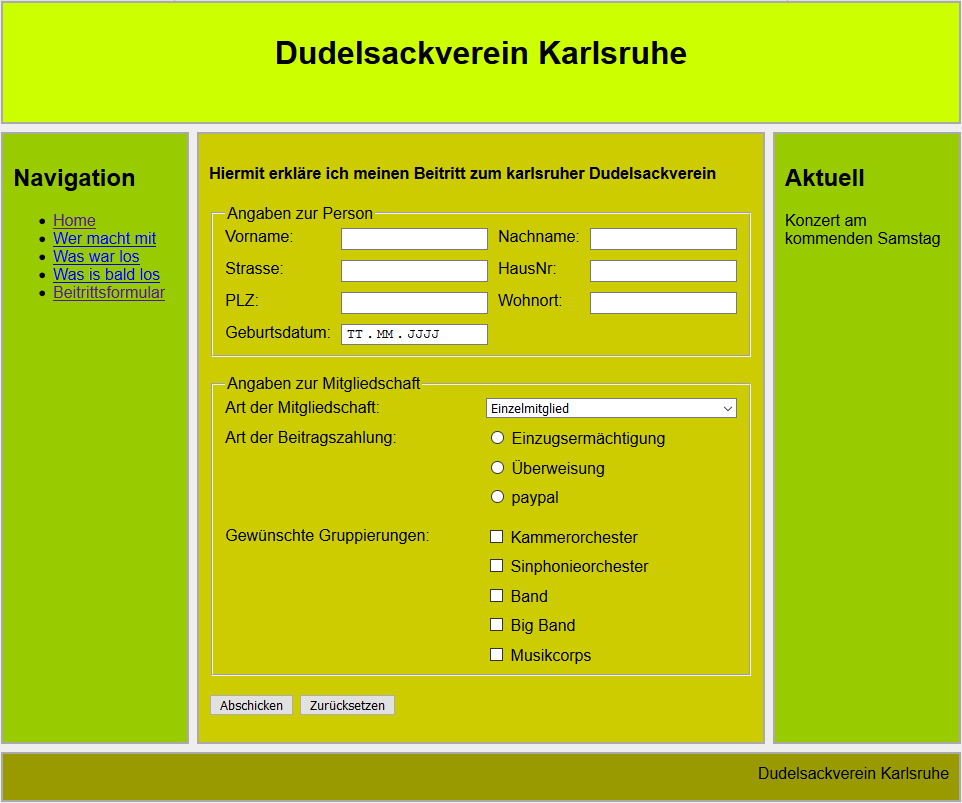 Dudelsackverein Karlsruhe
Navigation
Home
Wer macht mit
Was war los
Was is bald los
Beitrittsformular
Hiermit erkläre ich meinen Beitritt zum karlsruher Dudelsackverein
Angaben zur Person
Vorname: Nachname:
Strasse: HausNr:
PLZ: Wohnort:
Geburtsdatum: TT.MM.JJJJ
Angaben zur Mitgliedschaft
Art der Mitgliedschaft: Einzelmitglied
Art der Beitragszahlung: Einzugsermächtigung
Überweisung
paypal
Gewünschte Gruppierungen: Kammerorchester
Sinphonieorchester
Band
Big Band
Musikcorps
Abschicken Zurücksetzen
Aktuell
Konzert am
kommenden Samstag
Dudelsackverein Karlsruhe